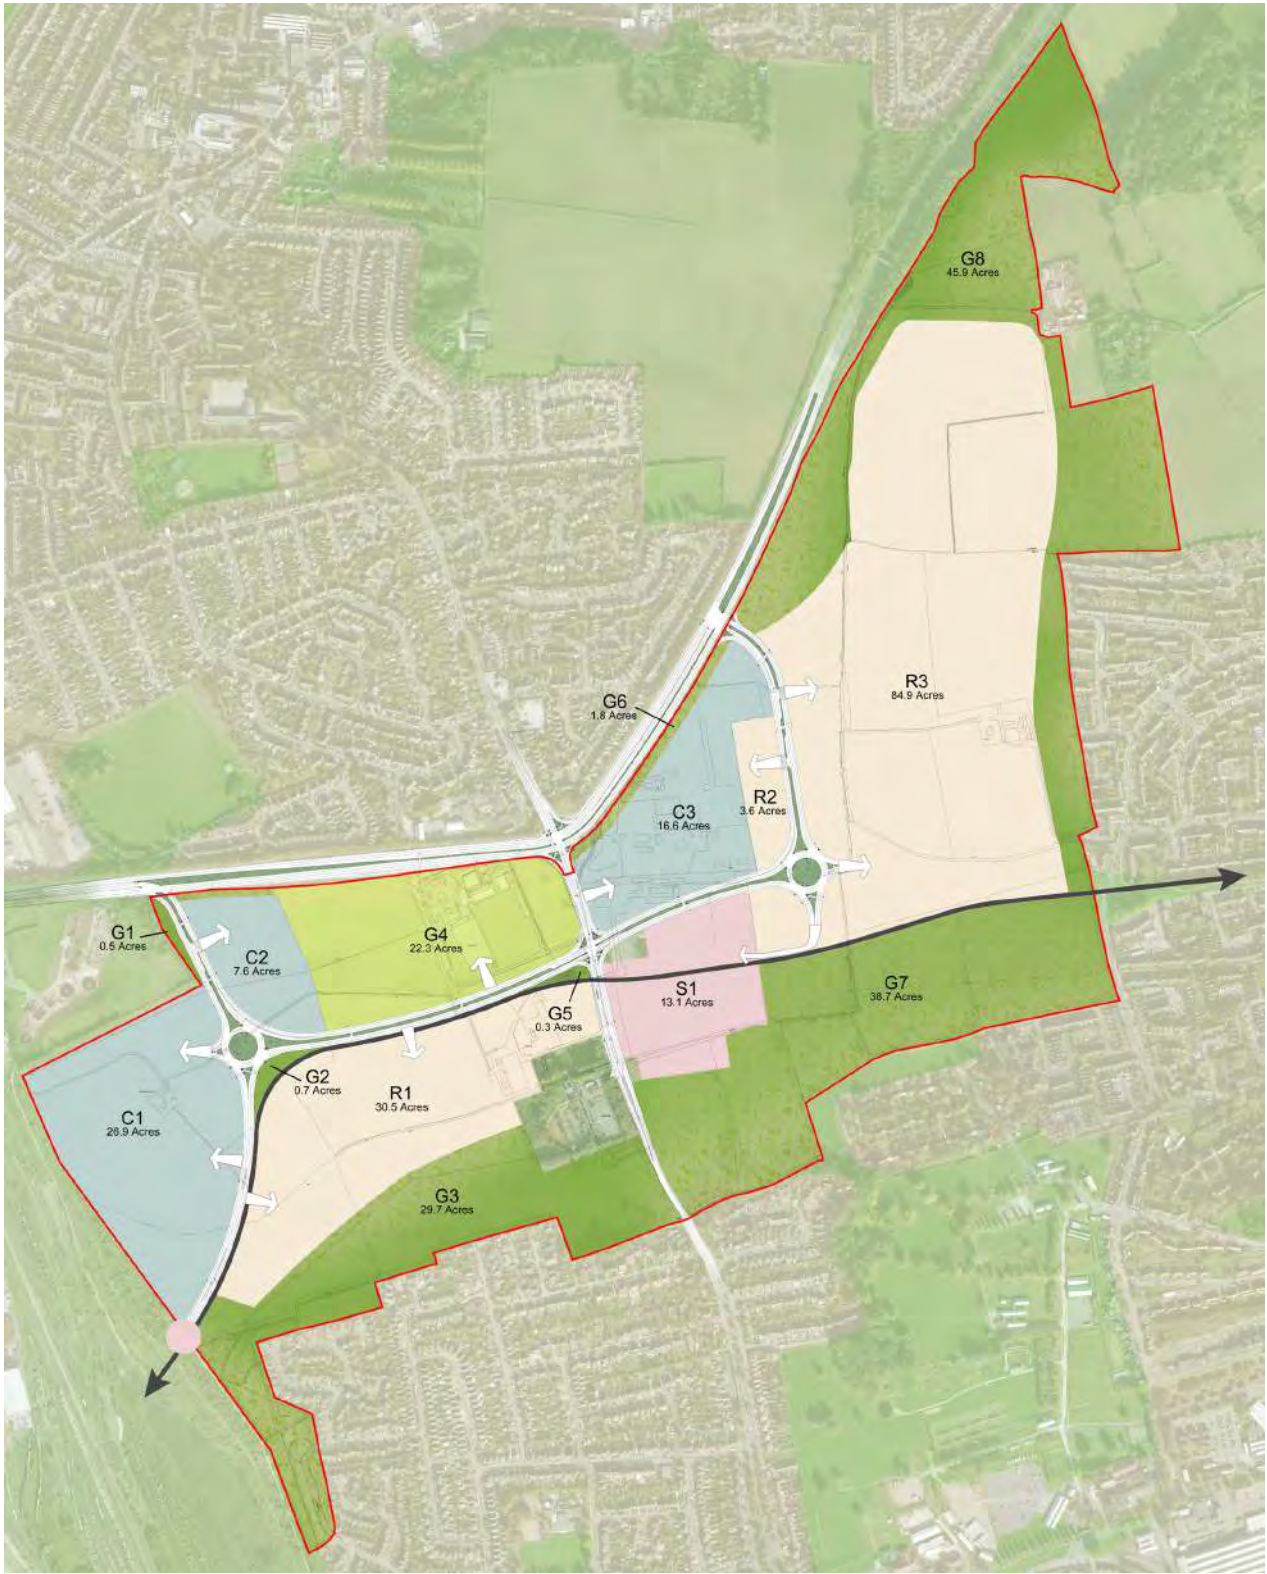 G8
45.9 Acres
R3
84.9 Acres
G6
1.8 Acres
R2
3.6 Acres
C3
16.6 Acres
G1
0.5 Acres
C2
7.6 Acres
G4
22.3 Acres
G7
38.7 Acres
S1
13.1 Acres
G5
0.3 Acres
G2
0.7 Acres
R1
30.5 Acres
C1
26.9 Acres
G3
29.7 Acres